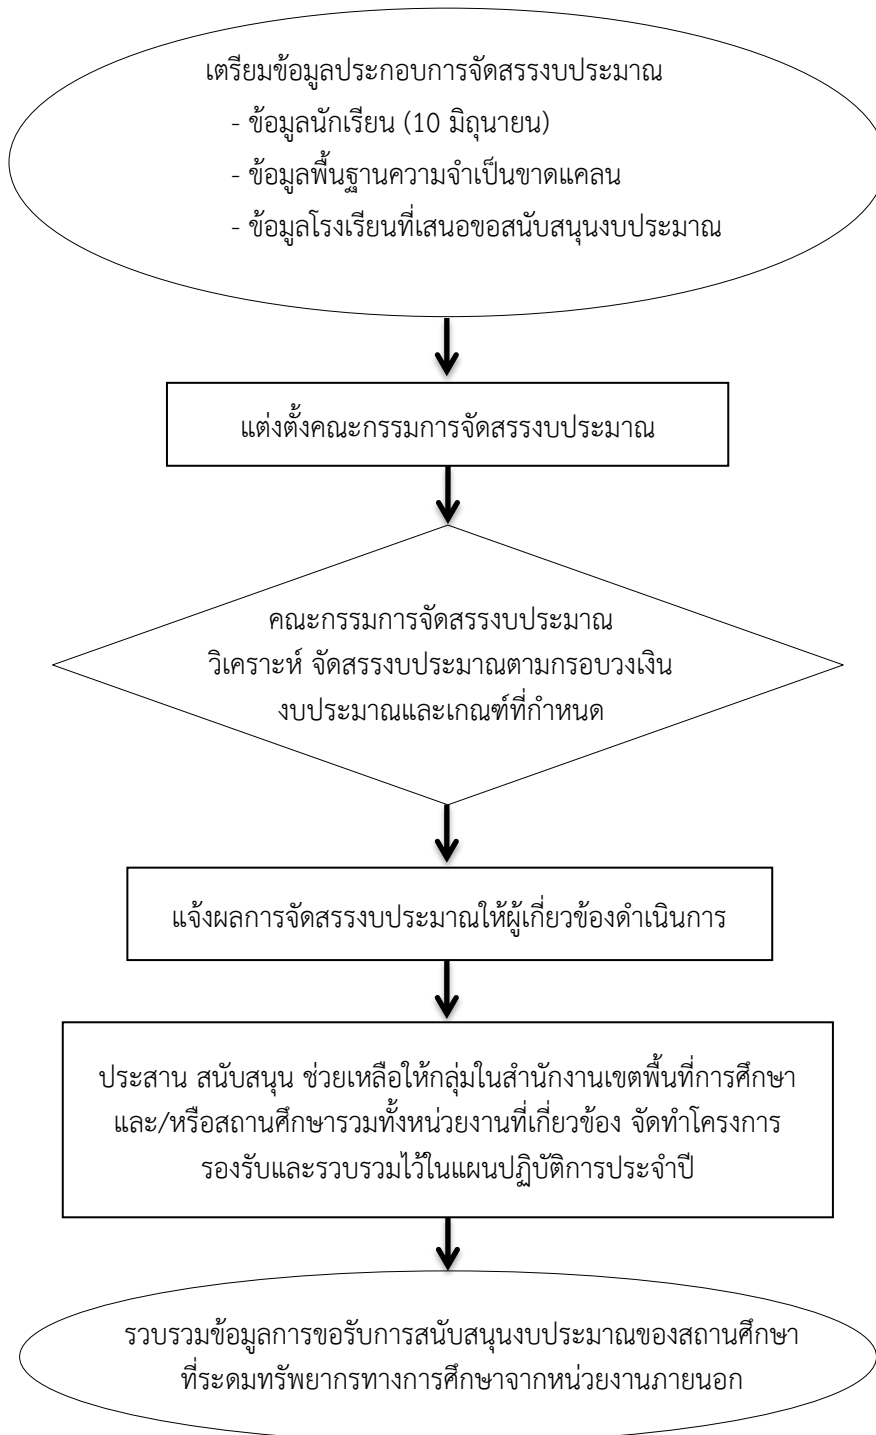 เตรียมข้อมูลประกอบการจัดสรรงบประมาณ
- ข้อมูลนักเรียน (10 มิถุนายน)
- ข้อมูลพื้นฐานความจำเป็นขาดแคลน
- ข้อมูลโรงเรียนที่เสนอขอสนับสนุนงบประมาณ
แต่งตั้งคณะกรรมการจัดสรรงบประมาณ
คณะกรรมการจัดสรรงบประมาณ
วิเคราะห์ จัดสรรงบประมาณตามกรอบวงเงิน
งบประมาณและเกณฑ์ที่กำหนด
แจ้งผลการจัดสรรงบประมาณให้ผู้เกี่ยวข้องดำเนินการ
ประสาน สนับสนุน ช่วยเหลือให้กลุ่มในสำนักงานเขตพื้นที่การศึกษา
และ/หรือสถานศึกษารวมทั้งหน่วยงานที่เกี่ยวข้อง จัดทำโครงการ
รองรับและรวบรวมไว้ในแผนปฏิบัติการประจำปี
รวบรวมข้อมูลการขอรับการสนับสนุนงบประมาณของสถานศึกษา
ที่ระดมทรัพยากรทางการศึกษาจากหน่วยงานภายนอก